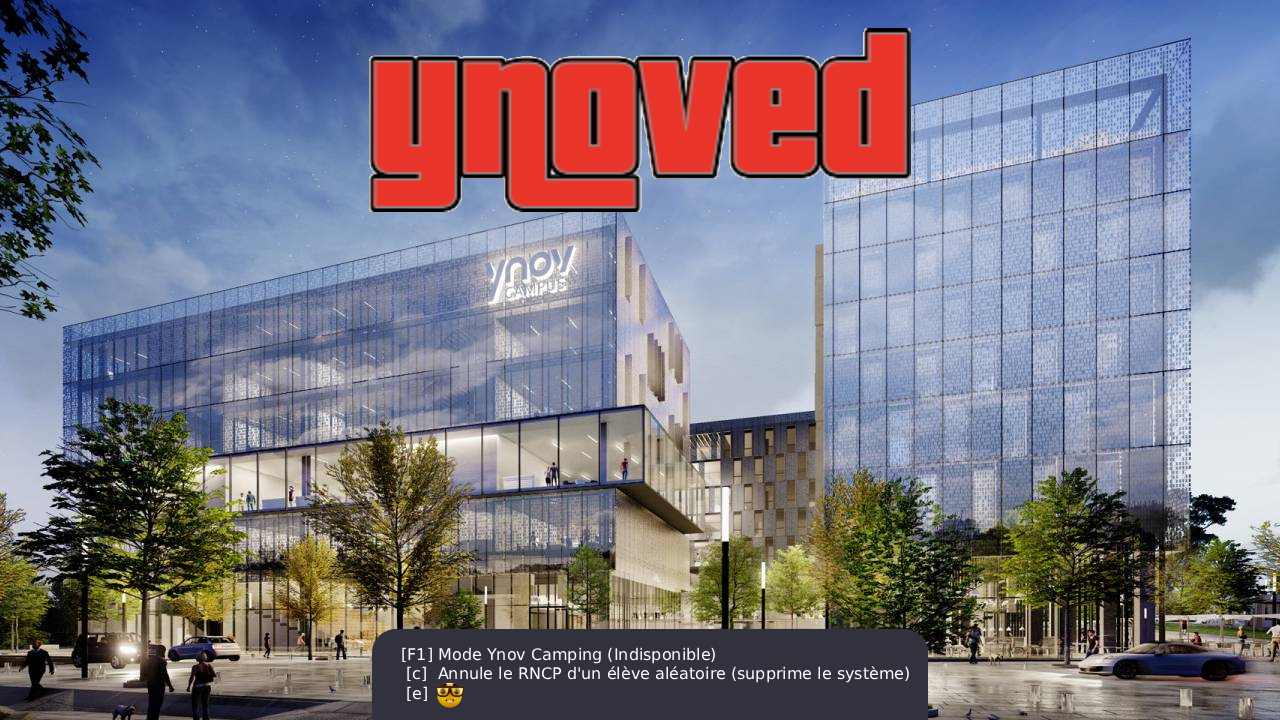 ynoved
ynov
CAMPUS
[F1] Mode Ynov Camping (Indisponible)
[c] Annule le RNCP d'un élève aléatoire (supprime le système)
[e] 🤓